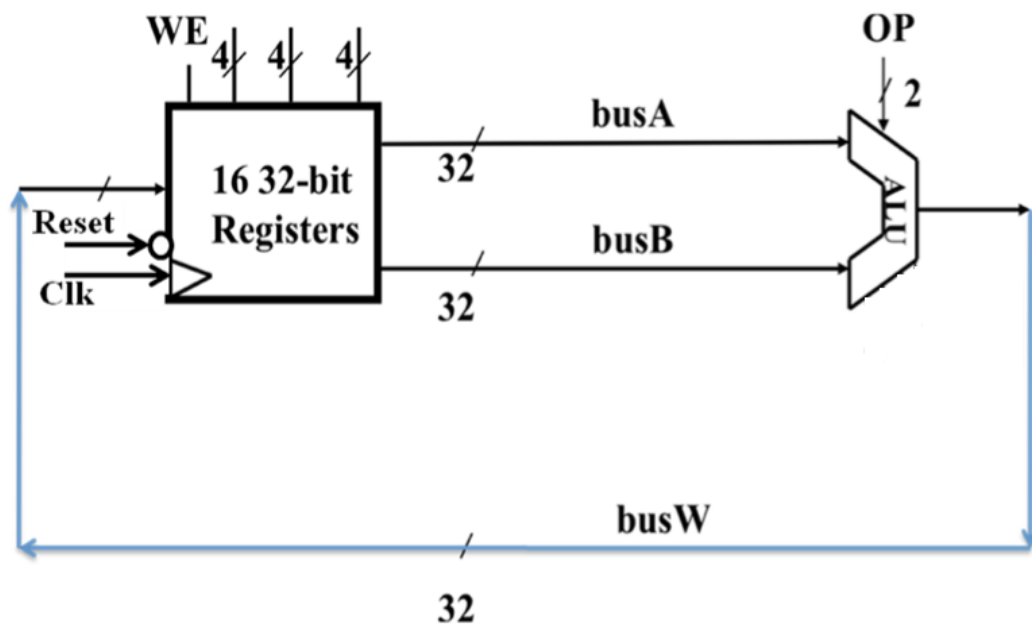 WE
4
4
4
OP
2
busA
32
16 32-bit
Registers
Reset
busB
ALU
Clk
32
busW
32